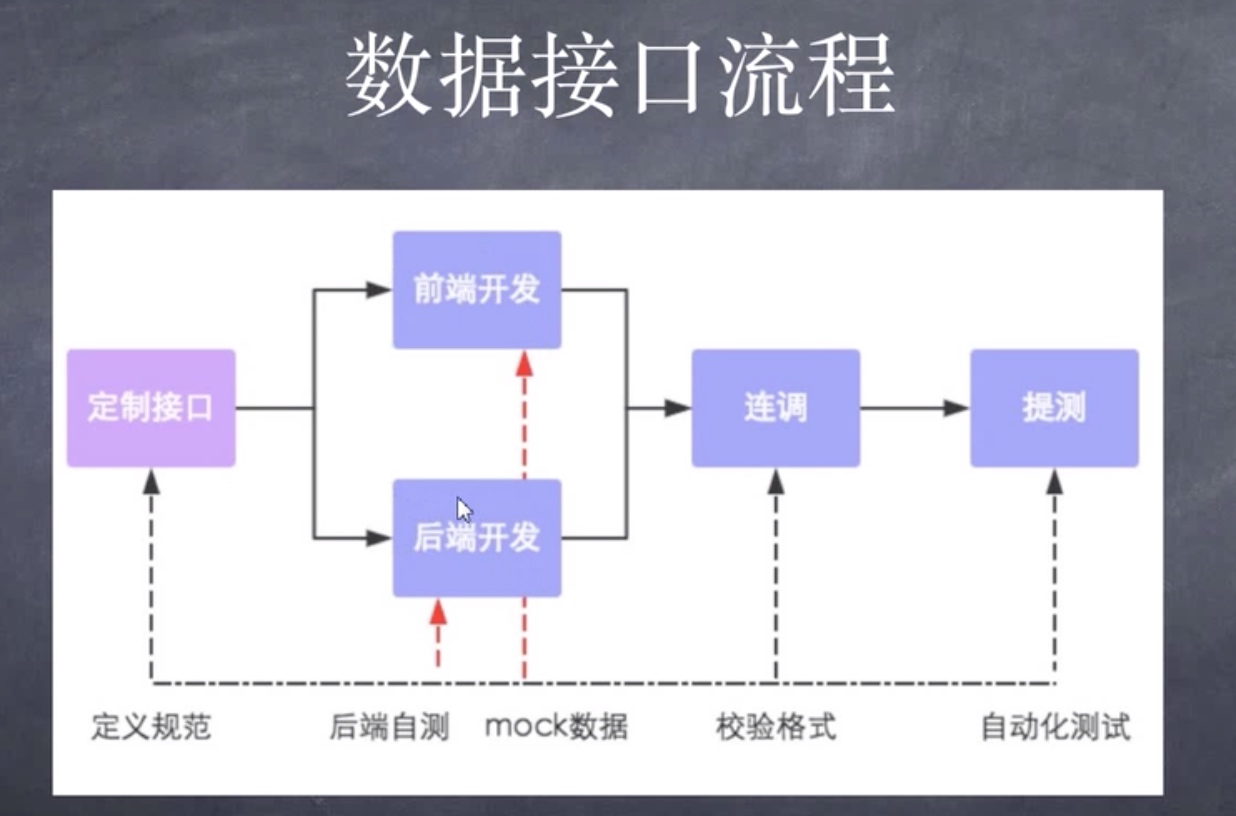 数据接口流程
前端开发
定制接口
连调
提测
后端开发
定义规范
后端自测
mock数据
校验格式
自动化测试